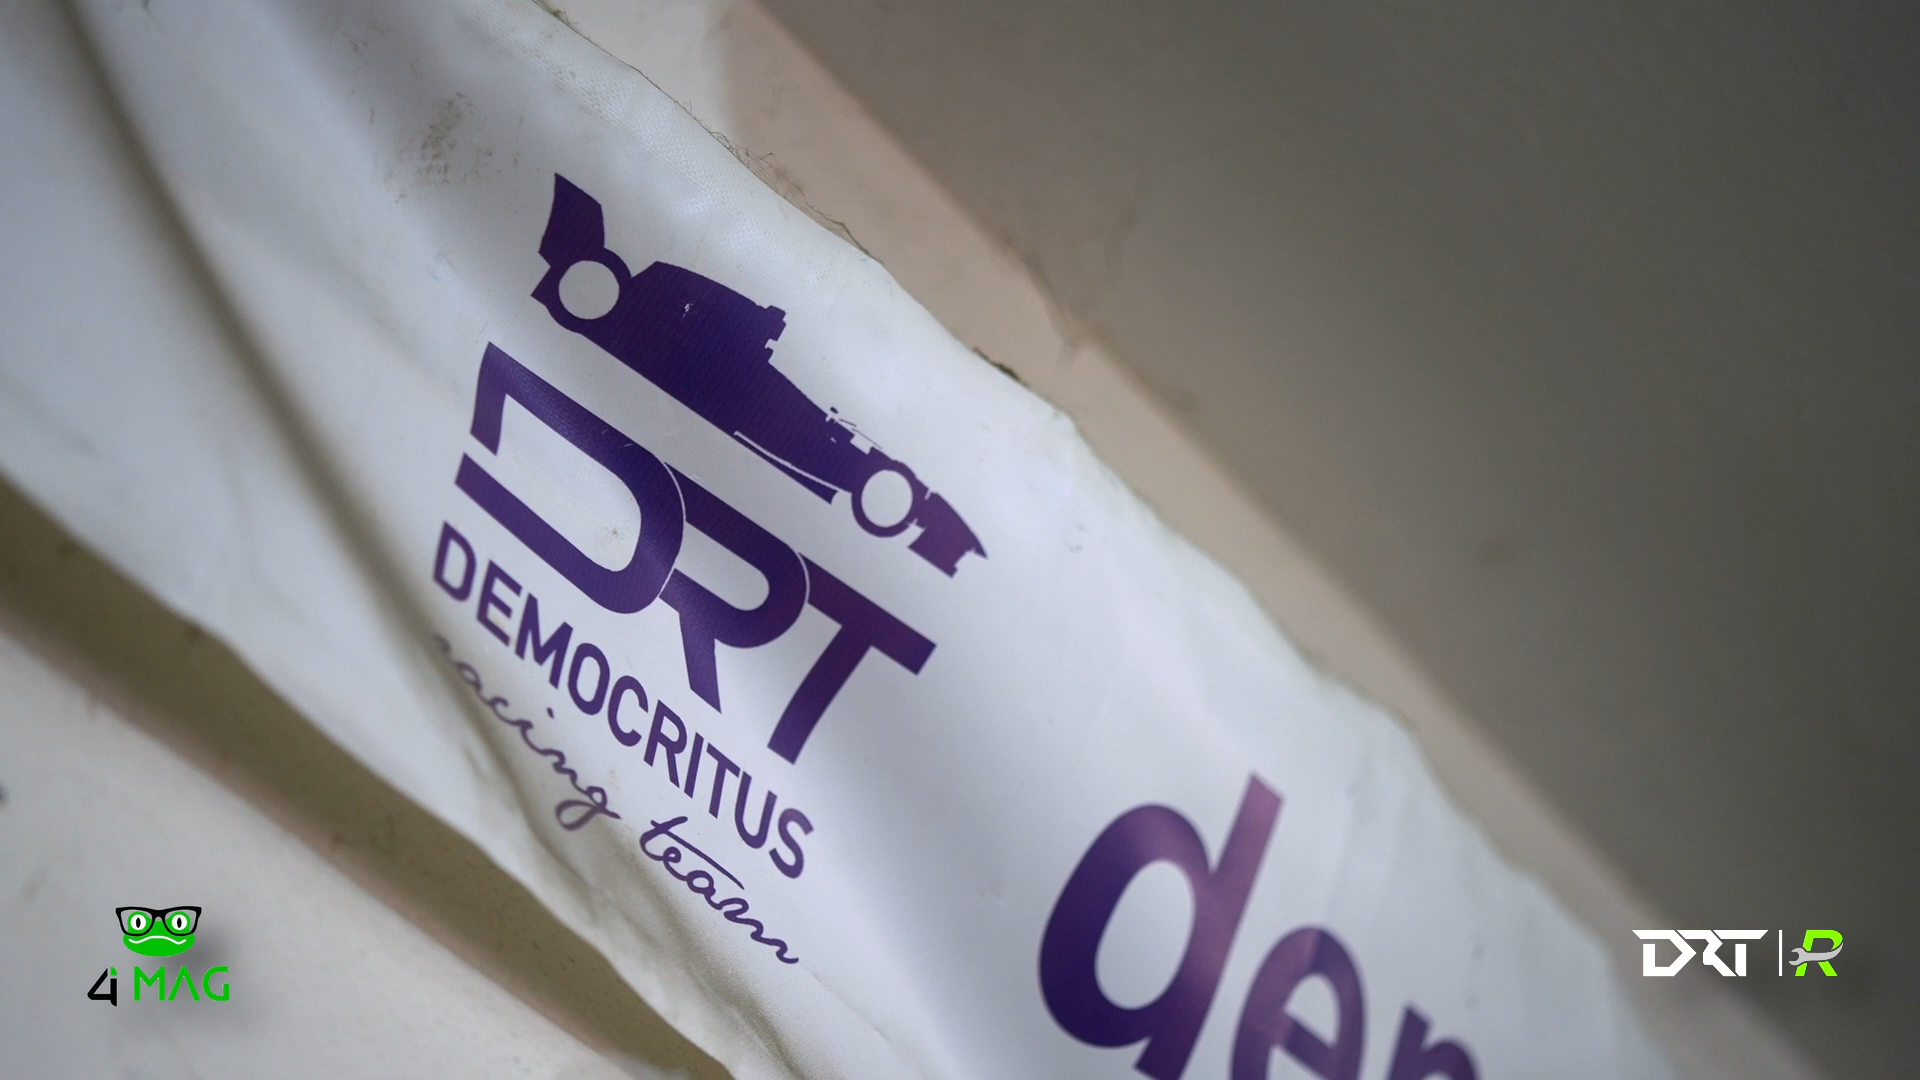 DRT
DEMOCRITUS
racing team
de
4i MAG
DRT | R